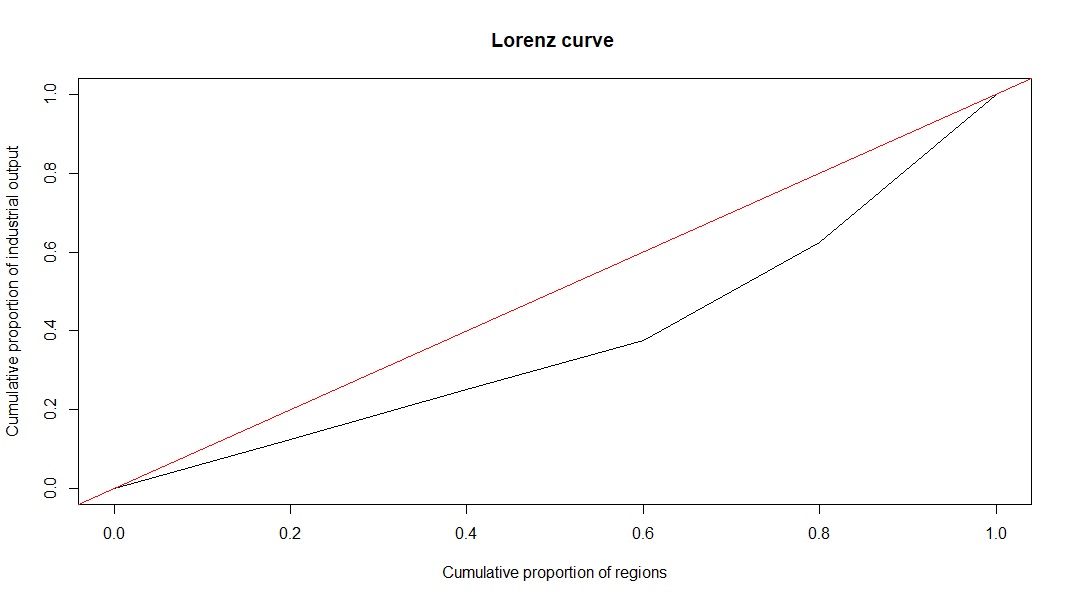 Lorenz curve
Cumulative proportion of industrial output
1.0
0.8
0.6
0.4
0.2
0.0
0.0 0.2 0.4 0.6 0.8 1.0
Cumulative proportion of regions